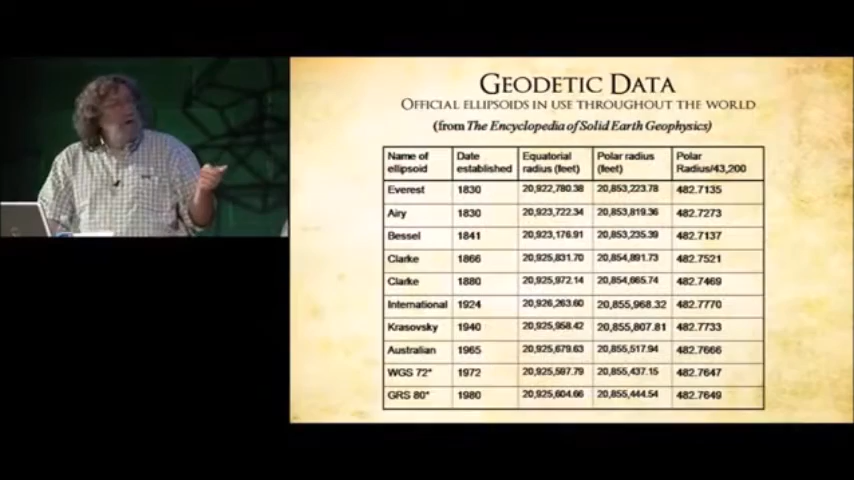 GEODETIC DATA
OFFICIAL ELLIPSOIDS IN USE THROUGHOUT THE WORLD
(from The Encyclopedia of Solid Earth Geophysics)
Name of ellipsoid Date established Equatorial radius (feet) Polar radius (feet) Polar Radius/43,200
Everest 1830 20,922,780.38 20,853,223.78 482.7135
Airy 1830 20,923,722.34 20,853,819.36 482.7273
Bessel 1841 20,923,176.91 20,853,235.39 482.7137
Clarke 1866 20,925,831.70 20,854,891.73 482.7521
Clarke 1880 20,925,972.14 20,854,665.74 482.7469
International 1924 20,926,263.60 20,855,968.32 482.7770
Krasovsky 1940 20,925,958.42 20,855,807.81 482.7733
Australian 1965 20,925,679.63 20,855,517.94 482.7666
WGS 72* 1972 20,925,597.79 20,855,437.15 482.7647
GRS 80* 1980 20,925,604.66 20,855,444.54 482.7649